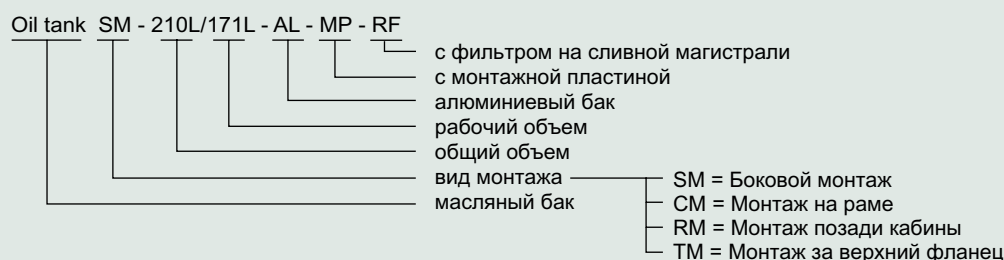 Oil tank SM - 210L/171L - AL - MP - RF
с фильтром на сливной магистрали
с монтажной пластиной
алюминиевый бак
рабочий объем
общий объем
вид монтажа
масляный бак
SM = Боковой монтаж
CM = Монтаж на раме
RM = Монтаж позади кабины
TM = Монтаж за верхний фланец